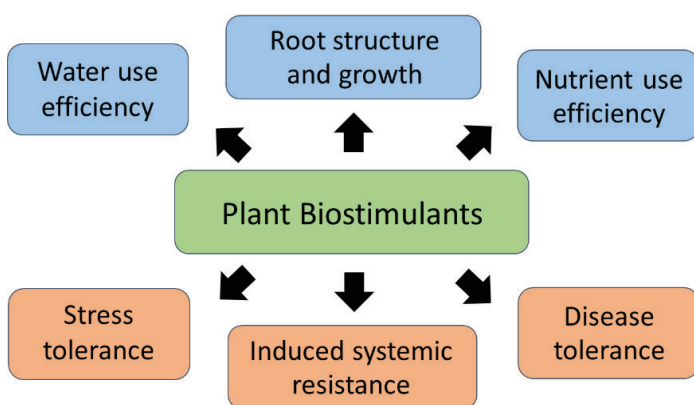 Root structure
and growth
Water use
efficiency
Nutrient use
efficiency
Plant Biostimulants
Stress
tolerance
Induced systemic
resistance
Disease
tolerance